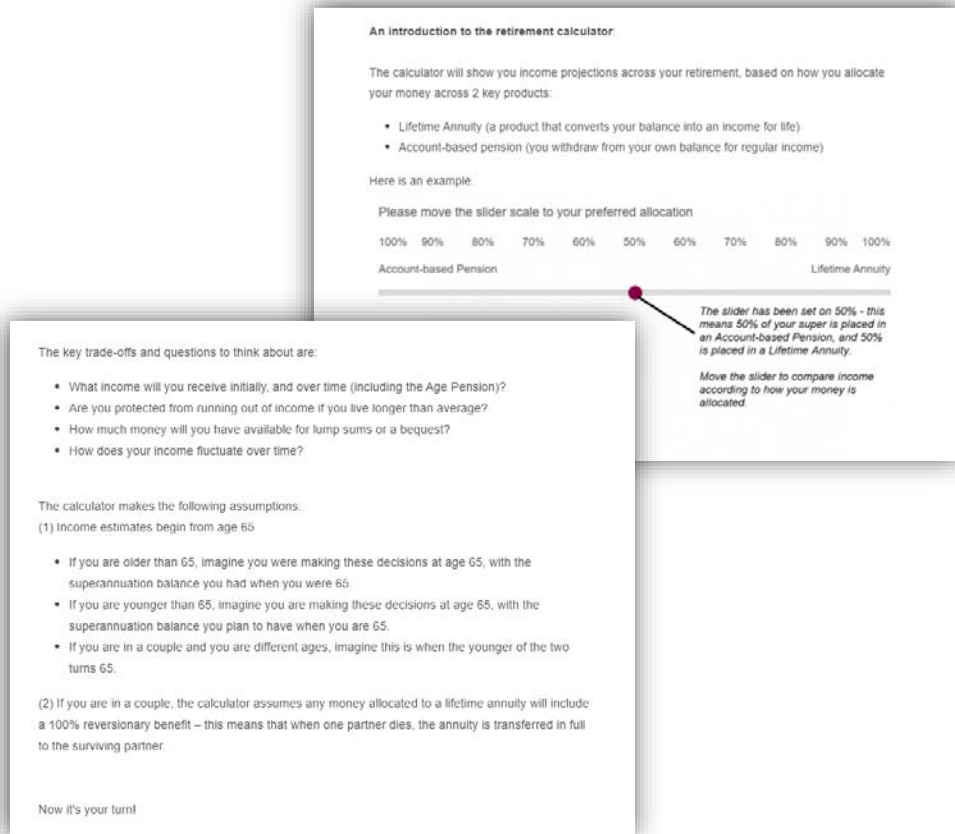 An introduction to the retirement calculator.
The calculator will show you income projections across your retirement, based on how you allocate
your money across 2 key products:
• Lifetime Annuity (a product that converts your balance into an income for life)
• Account-based pension (you withdraw from your own balance for regular income)
Here is an example.
Please move the slider scale to your preferred allocation
100% 90% 80% 70% 60% 50% 60% 70% 80% 90% 100%
Account-based Pension Lifetime Annuity
The slider has been set on 50% - this
means 50% of your super is placed in
an Account-based Pension, and 50%
is placed in a Lifetime Annuity.
Move the slider to compare income
according to how your money is
allocated.
The key trade-offs and questions to think about are:
• What income will you receive initially, and over time (including the Age Pension)?
• Are you protected from running out of income if you live longer than average?
• How much money will you have available for lump sums or a bequest?
• How does your income fluctuate over time?
The calculator makes the following assumptions:
(1) Income estimates begin from age 65
• If you are older than 65, imagine you were making these decisions at age 65, with the
superannuation balance you had when you were 65
• If you are younger than 65, imagine you are making these decisions at age 65, with the
superannuation balance you plan to have when you are 65.
• If you are in a couple and you are different ages, imagine this is when the younger of the two
turns 65.
(2) If you are in a couple, the calculator assumes any money allocated to a lifetime annuity will include
a 100% reversionary benefit – this means that when one partner dies, the annuity is transferred in full
to the surviving partner.
Now it's your turn!